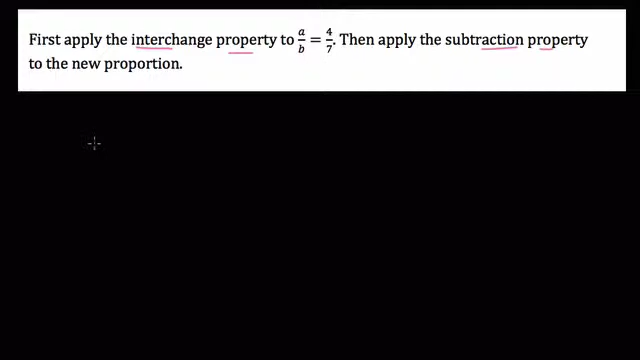 First apply the interchange property to a/b = 4/7. Then apply the subtraction property
to the new proportion.